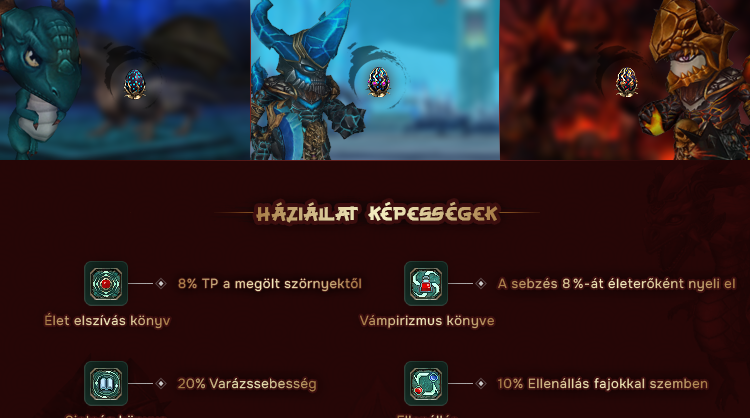 HÁZIÁLLAT KÉPESSÉGEK
8% TP a megölt szörnyektől
A sebzés 8%-át életerőként nyeli el
Élet elszívás könyv
Vámpirizmus könyve
20% Varázssebesség
10% Ellenállás fajokkal szemben